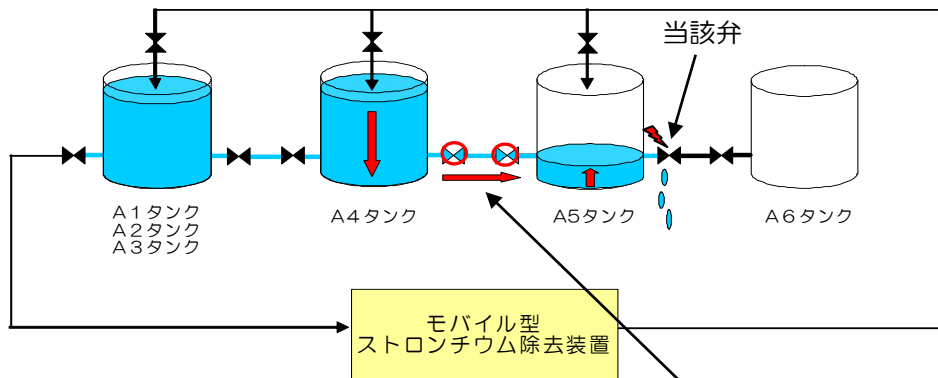 当該弁
A1タンク
A2タンク
A3タンク
A4タンク
A5タンク
A6タンク
モバイル型
ストロンチウム除去装置